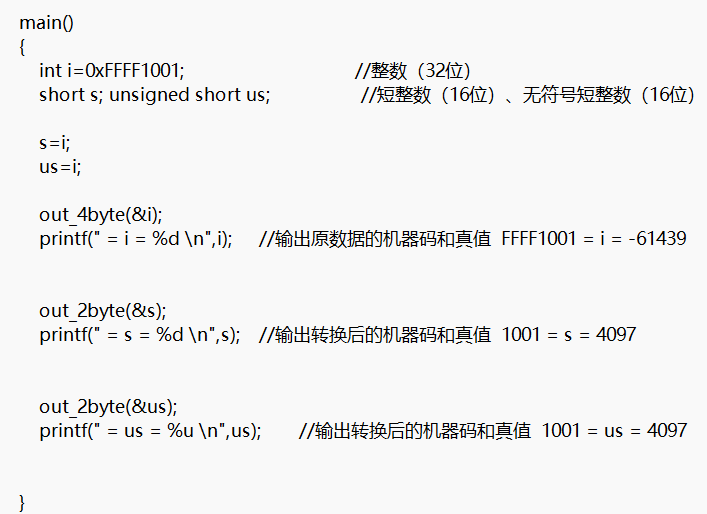 main()
{
int i=0xFFFF1001; //整数（32位）
short s; unsigned short us; //短整数（16位）、无符号短整数（16位）
s=i;
us=i;
out_4byte(&i);
printf(" = i = %d \n",i); //输出原数据的机器码和真值 FFFF1001 = i = -61439
out_2byte(&s);
printf(" = s = %d \n",s); //输出转换后的机器码和真值 1001 = s = 4097
out_2byte(&us);
printf(" = us = %u \n",us); //输出转换后的机器码和真值 1001 = us = 4097
}